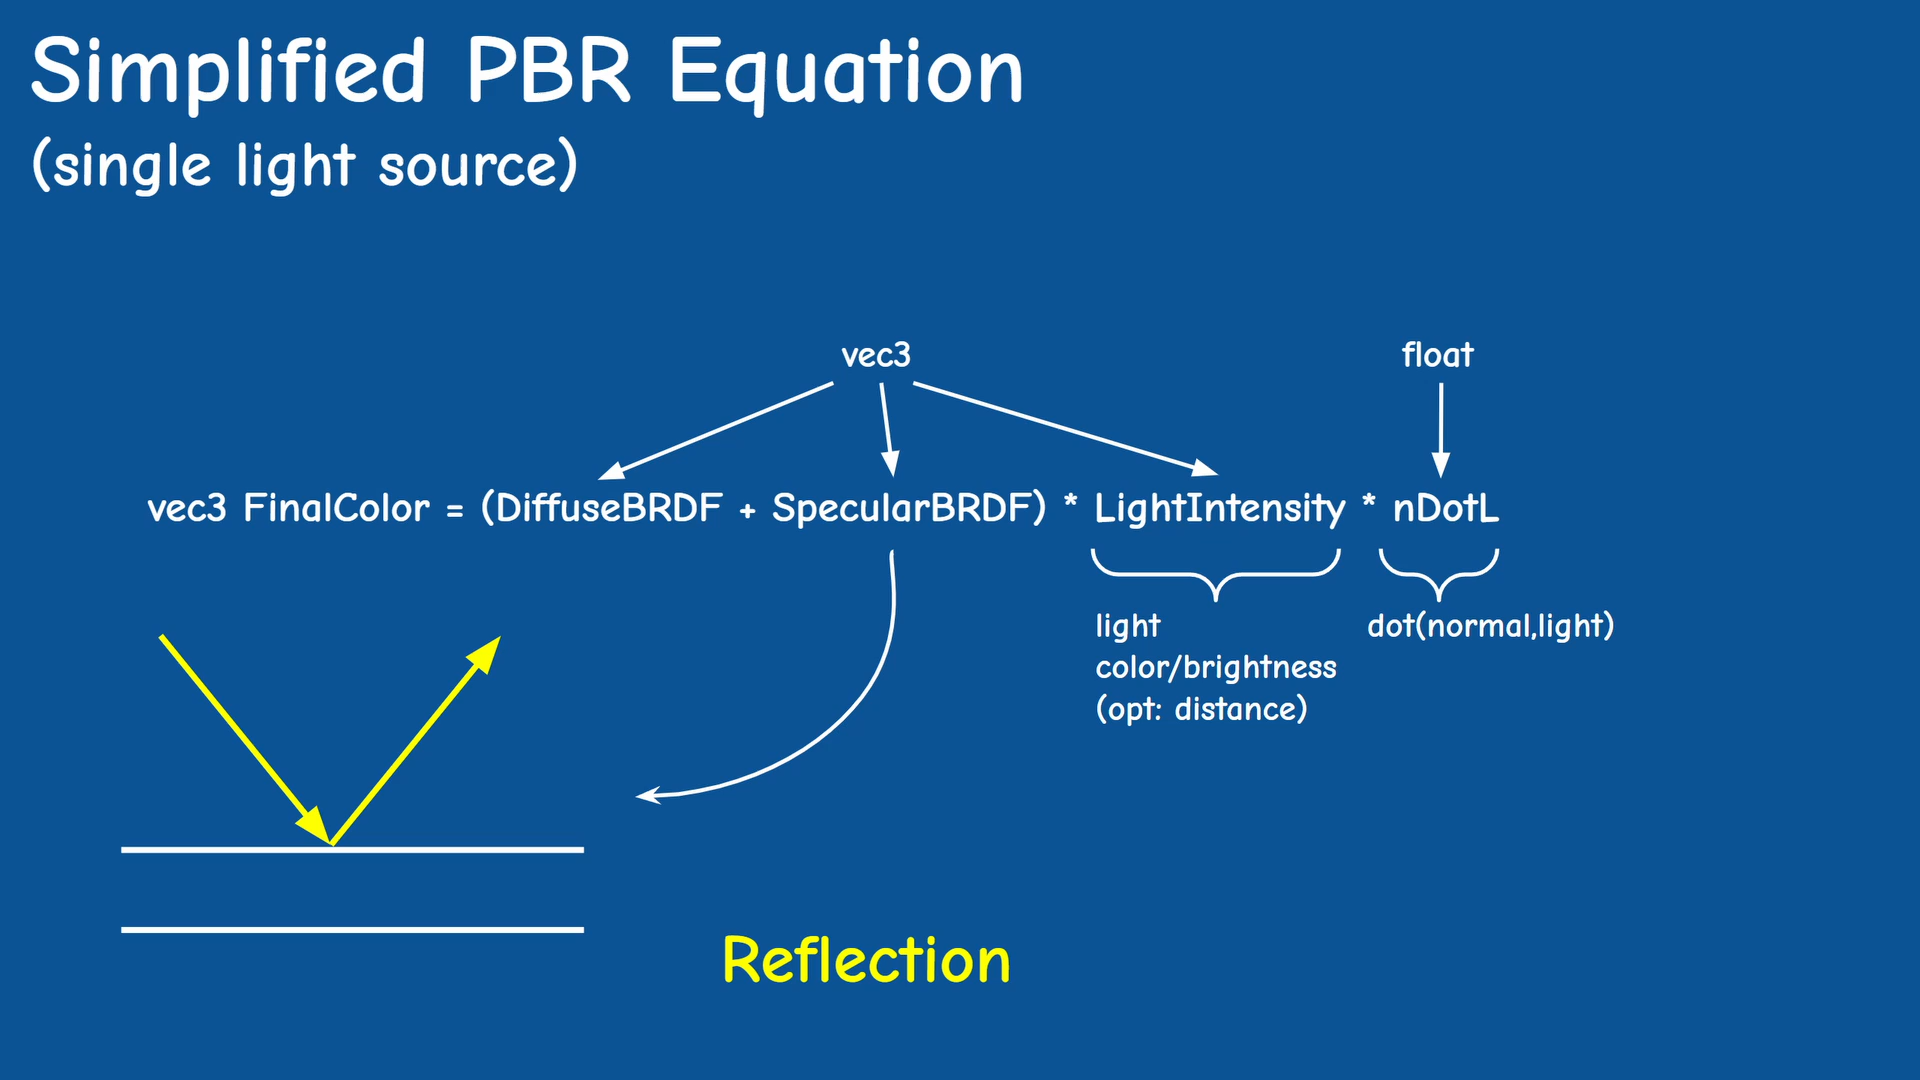 Simplified PBR Equation
(single light source)
vec3
float
vec3 FinalColor = (DiffuseBRDF + SpecularBRDF) * LightIntensity * nDotL
light
color/brightness
(opt: distance)
dot(normal,light)
Reflection